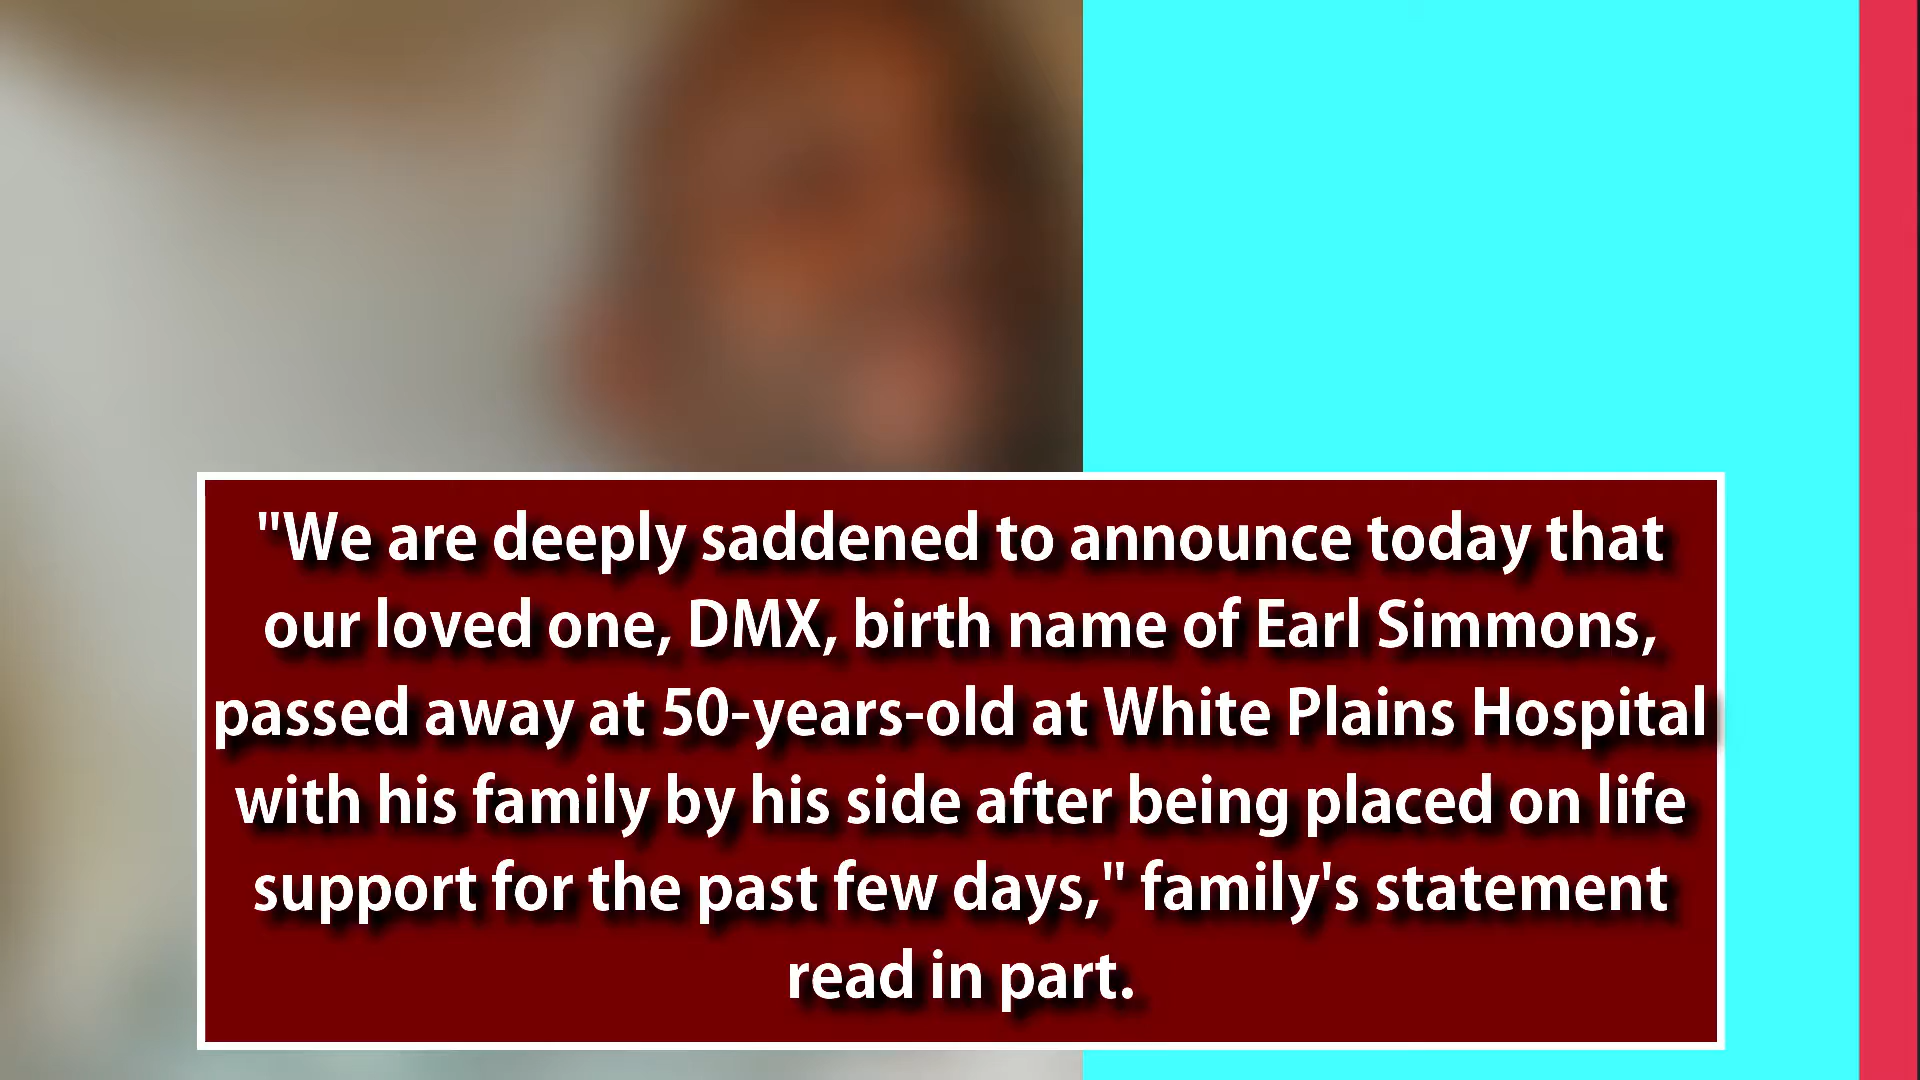 "We are deeply saddened to announce today that
our loved one, DMX, birth name of Earl Simmons,
passed away at 50-years-old at White Plains Hospital
with his family by his side after being placed on life
support for the past few days," family's statement
read in part.